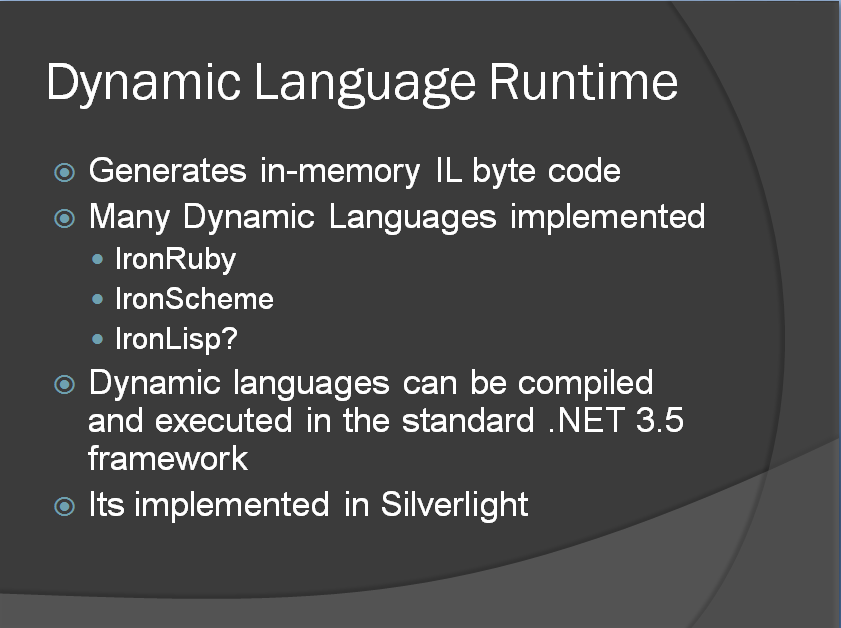 Dynamic Language Runtime
Generates in-memory IL byte code
Many Dynamic Languages implemented
IronRuby
IronScheme
IronLisp?
Dynamic languages can be compiled
and executed in the standard .NET 3.5
framework
Its implemented in Silverlight